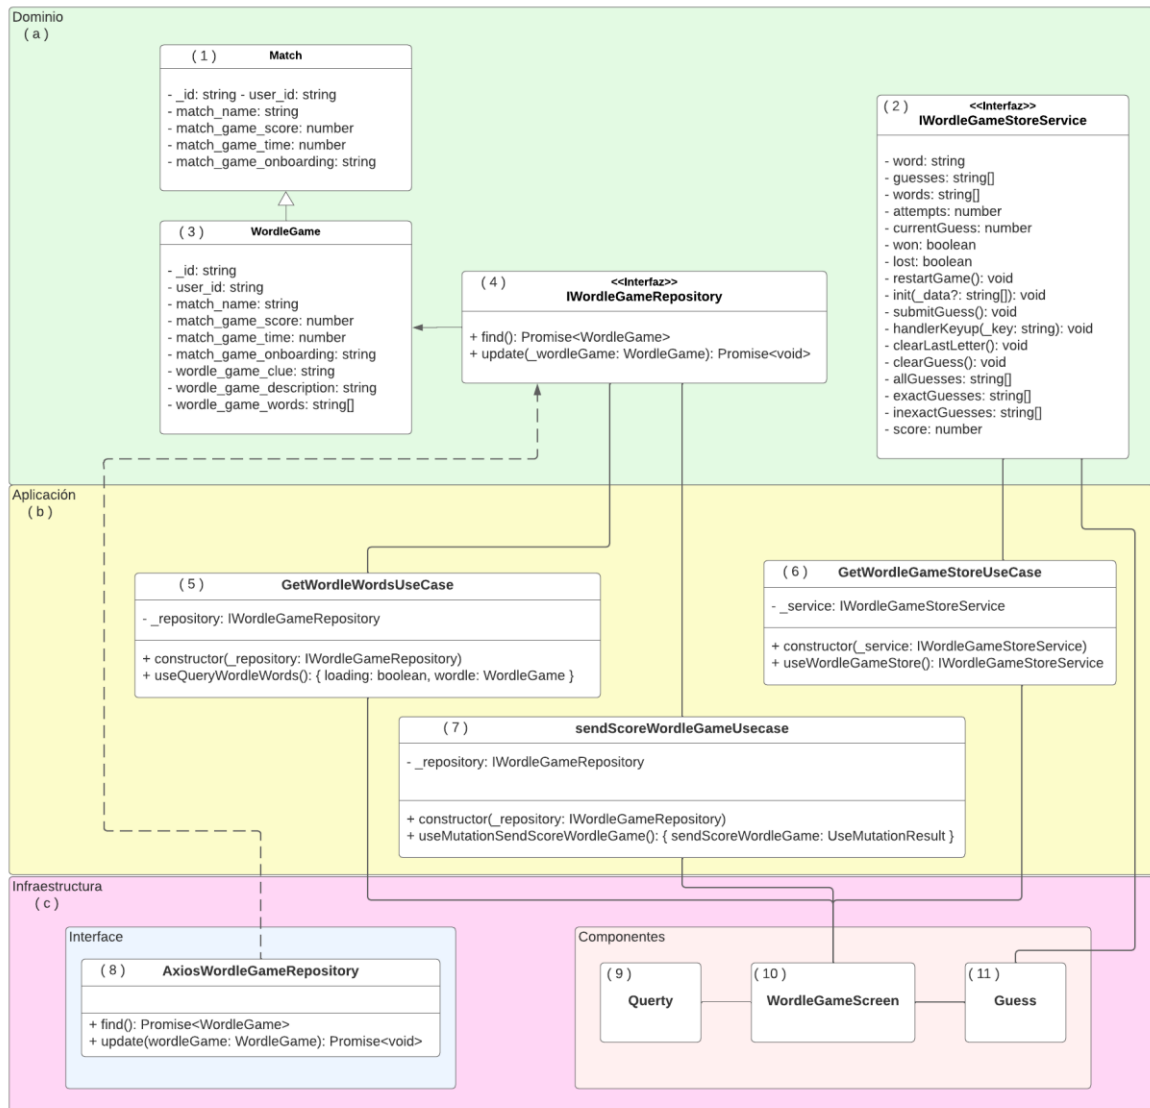 Dominio
( a )
( 1 ) Match
- _id: string - user_id: string
- match_name: string
- match_game_score: number
- match_game_time: number
- match_game_onboarding: string
( 2 ) <<Interfaz>>
IWordleGameStoreService
- word: string
- guesses: string[]
- words: string[]
- attempts: number
- currentGuess: number
- won: boolean
- lost: boolean
- restartGame(): void
- init(_data?: string[]): void
- submitGuess(): void
- handlerKeyup(_key: string): void
- clearLastLetter(): void
- clearGuess(): void
- allGuesses: string[]
- exactGuesses: string[]
- inexactGuesses: string[]
- score: number
( 3 ) WordleGame
- _id: string
- user_id: string
- match_name: string
- match_game_score: number
- match_game_time: number
- match_game_onboarding: string
- wordle_game_clue: string
- wordle_game_description: string
- wordle_game_words: string[]
( 4 ) <<Interfaz>>
IWordleGameRepository
+ find(): Promise<WordleGame>
+ update(_wordleGame: WordleGame): Promise<void>
Aplicación
( b )
( 5 ) GetWordleWordsUseCase
- _repository: IWordleGameRepository
+ constructor(_repository: IWordleGameRepository)
+ useQueryWordleWords(): { loading: boolean, wordle: WordleGame }
( 6 ) GetWordleGameStoreUseCase
- _service: IWordleGameStoreService
+ constructor(_service: IWordleGameStoreService)
+ useWordleGameStore(): IWordleGameStoreService
( 7 ) sendScoreWordleGameUsecase
- _repository: IWordleGameRepository
+ constructor(_repository: IWordleGameRepository)
+ useMutationSendScoreWordleGame(): { sendScoreWordleGame: UseMutationResult }
Infraestructura
( c )
Interface
( 8 ) AxiosWordleGameRepository
+ find(): Promise<WordleGame>
+ update(wordleGame: WordleGame): Promise<void>
Componentes
( 9 )
Querty
( 10 )
WordleGameScreen
( 11 )
Guess